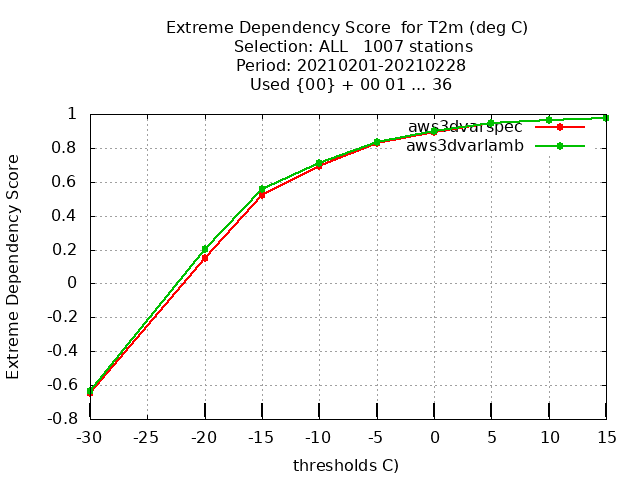 Extreme Dependency Score  for T2m (deg C)
Selection: ALL   1007 stations
Period: 20210201-20210228
Used {00} + 00 01 ... 36
Extreme Dependency Score
1
0.8
0.6
0.4
0.2
0
-0.2
-0.4
-0.6
-0.8
aws3dvarspec
aws3dvarlamb
-30 -25 -20 -15 -10 -5 0 5 10 15
thresholds C)